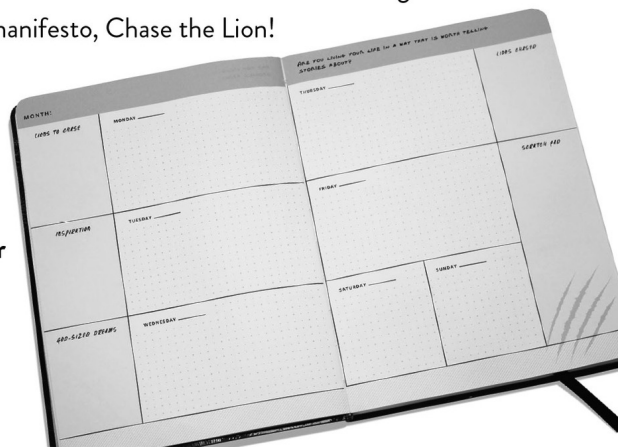 manifesto, Chase the Lion!
MONTH:
LIONS TO CHASE
MONDAY
INSPIRATION
TUESDAY
GOD-SIZED DREAMS
WEDNESDAY
ARE YOU LIVING YOUR LIFE IN A WAY THAT IS WORTH TELLING
STORIES ABOUT?
THURSDAY
LIONS CHASED
FRIDAY
SCRATCH PAD
SATURDAY
SUNDAY